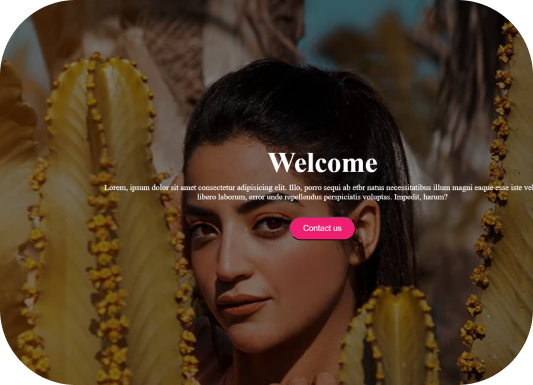 Welcome
Lorem, ipsum dolor sit amet consectetur adipisicing elit. Illo, porro sequi ab etbr natus necessitatibus illum magni eaque esse iste vel
libero laborum, error unde repellendus perspiciatis voluptas. Impedit, harum?
Contact us